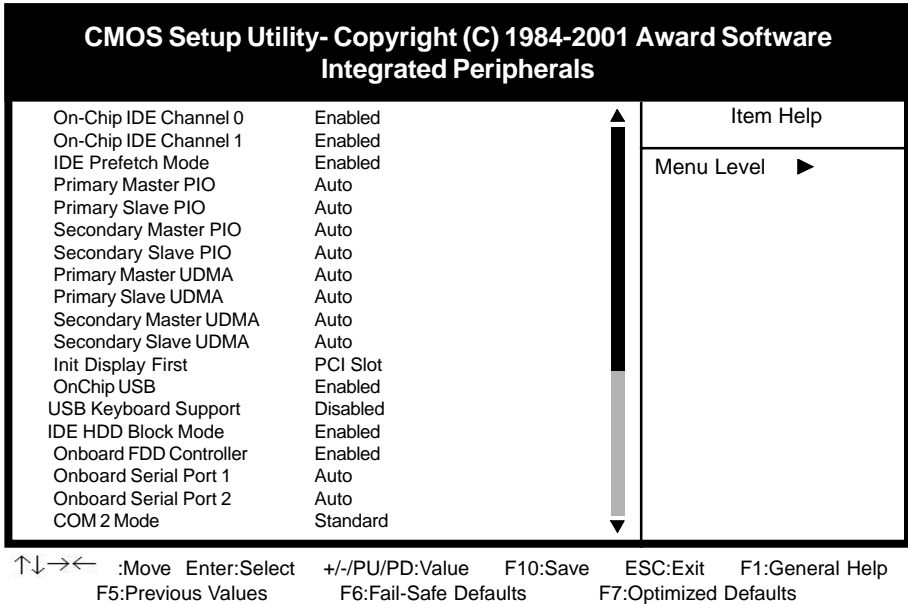 CMOS Setup Utility- Copyright (C) 1984-2001 Award Software
Integrated Peripherals
On-Chip IDE Channel 0 Enabled
On-Chip IDE Channel 1 Enabled
IDE Prefetch Mode Enabled
Primary Master PIO Auto
Primary Slave PIO Auto
Secondary Master PIO Auto
Secondary Slave PIO Auto
Primary Master UDMA Auto
Primary Slave UDMA Auto
Secondary Master UDMA Auto
Secondary Slave UDMA Auto
Init Display First PCI Slot
OnChip USB Enabled
USB Keyboard Support Disabled
IDE HDD Block Mode Enabled
Onboard FDD Controller Enabled
Onboard Serial Port 1 Auto
Onboard Serial Port 2 Auto
COM 2 Mode Standard
Item Help
Menu Level ▶
↑↓→← :Move Enter:Select +/-/PU/PD:Value F10:Save ESC:Exit F1:General Help
F5:Previous Values F6:Fail-Safe Defaults F7:Optimized Defaults